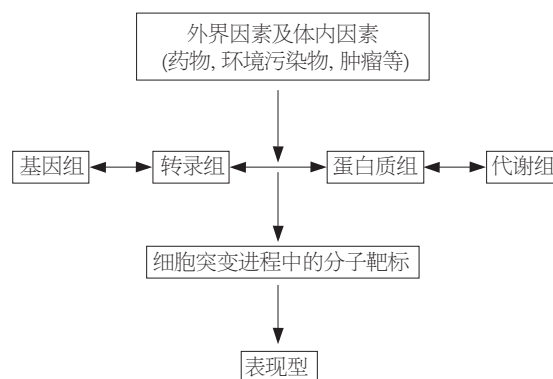 外界因素及体内因素
(药物, 环境污染物, 肿瘤等)
基因组
转录组
蛋白质组
代谢组
细胞突变进程中的分子靶标
表现型